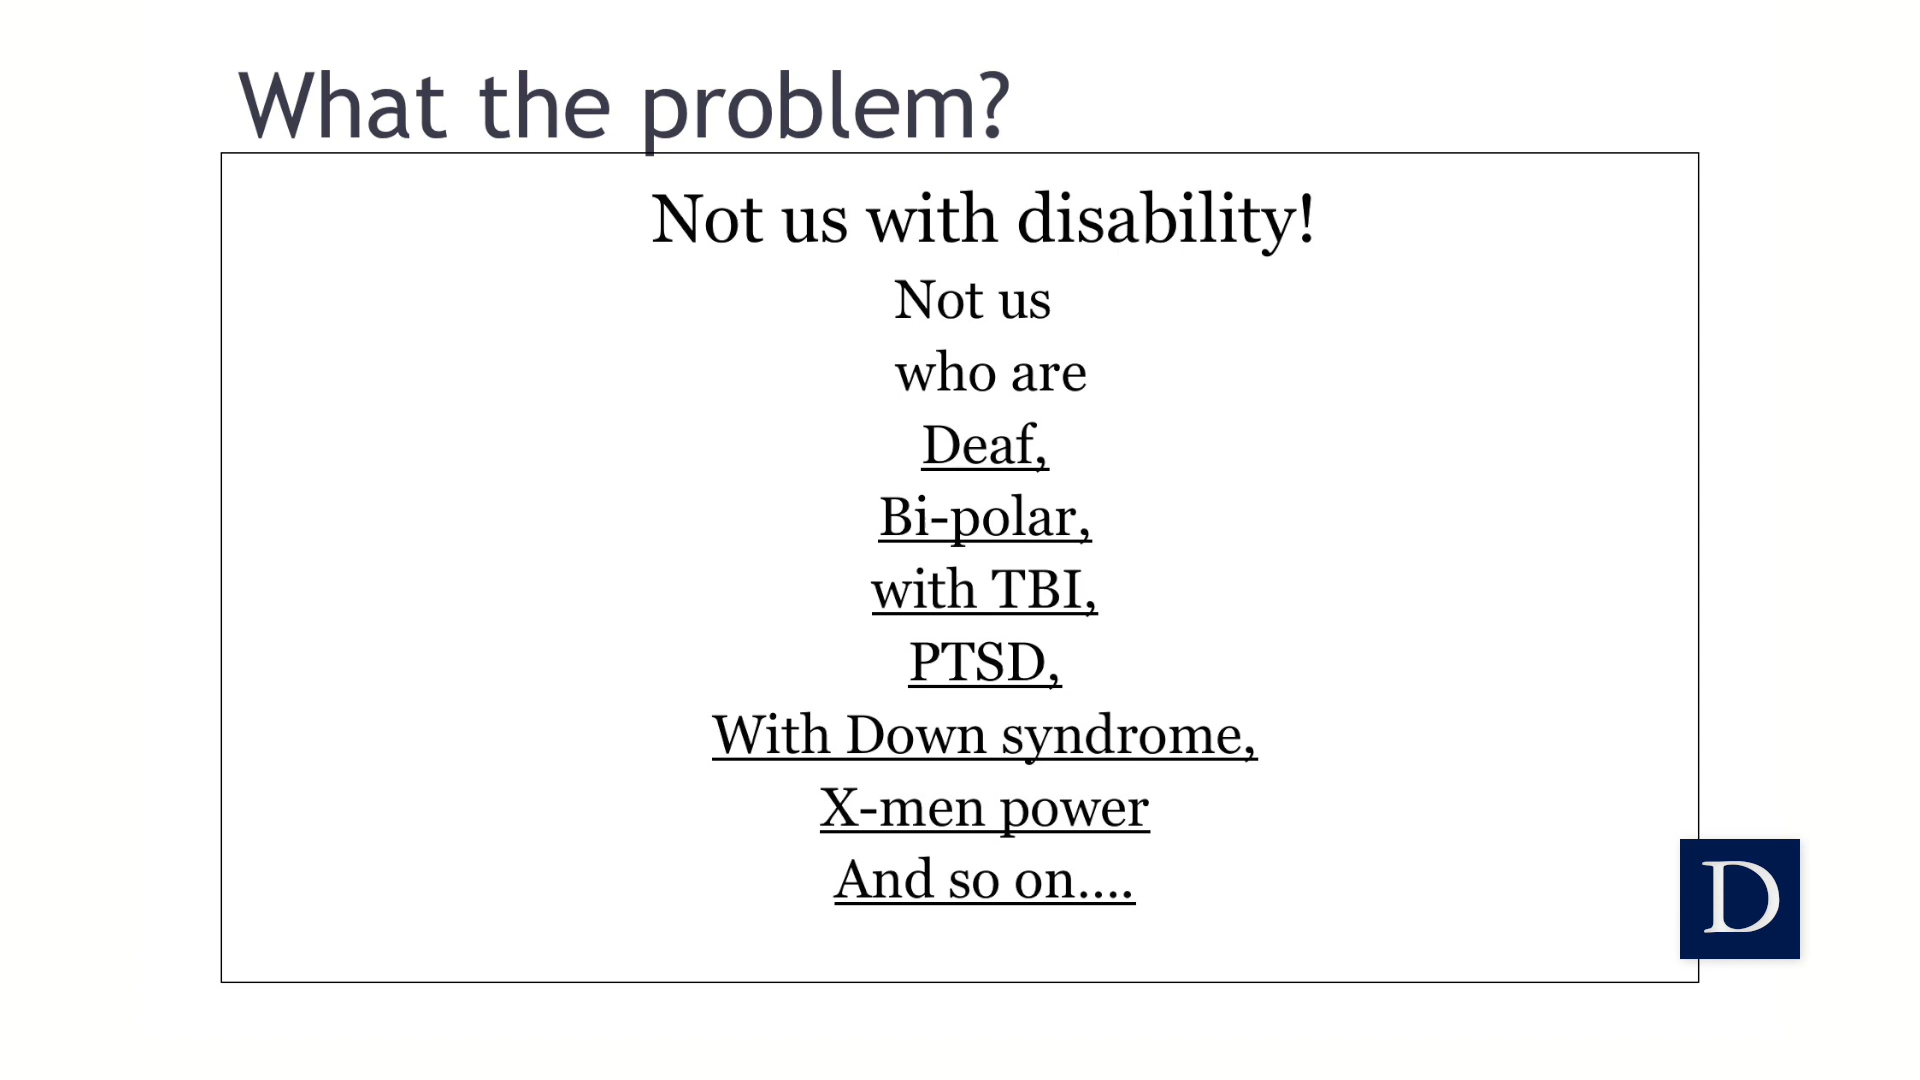 What the problem?
Not us with disability!
Not us
who are
Deaf,
Bi-polar,
with TBI,
PTSD,
With Down syndrome,
X-men power
And so on....
D